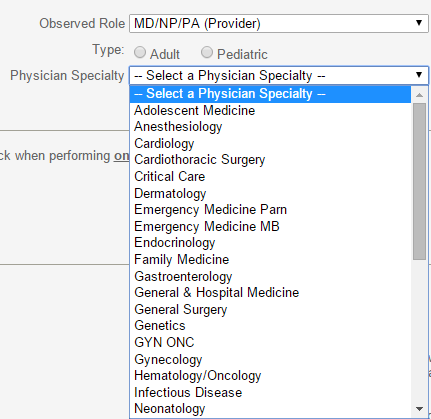 Observed Role MD/NP/PA (Provider)
Type: Adult Pediatric
Physician Specialty -- Select a Physician Specialty --
-- Select a Physician Specialty --
Adolescent Medicine
Anesthesiology
Cardiology
Cardiothoracic Surgery
ck when performing on
Critical Care
Dermatology
Emergency Medicine Parn
Emergency Medicine MB
Endocrinology
Family Medicine
Gastroenterology
General & Hospital Medicine
General Surgery
Genetics
GYN ONC
Gynecology
Hematology/Oncology
Infectious Disease
Neonatology